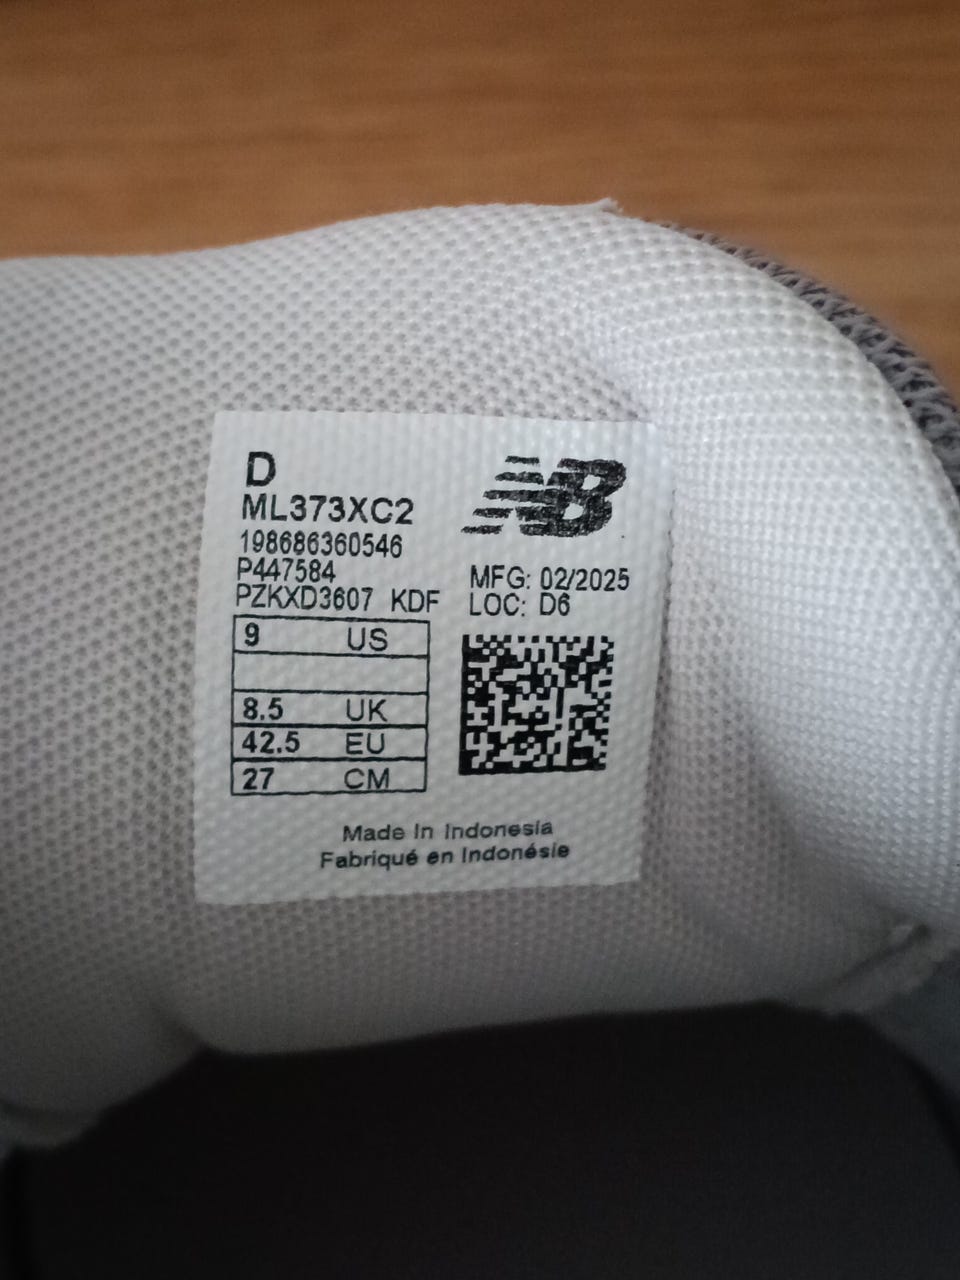 D
ML373XC2
198686360546
P447584
PZKXD3607 KDF
NB
MFG: 02/2025
LOC: D6
9 US
8.5 UK
42.5 EU
27 CM
Made in Indonesia
Fabriqué en Indonésie